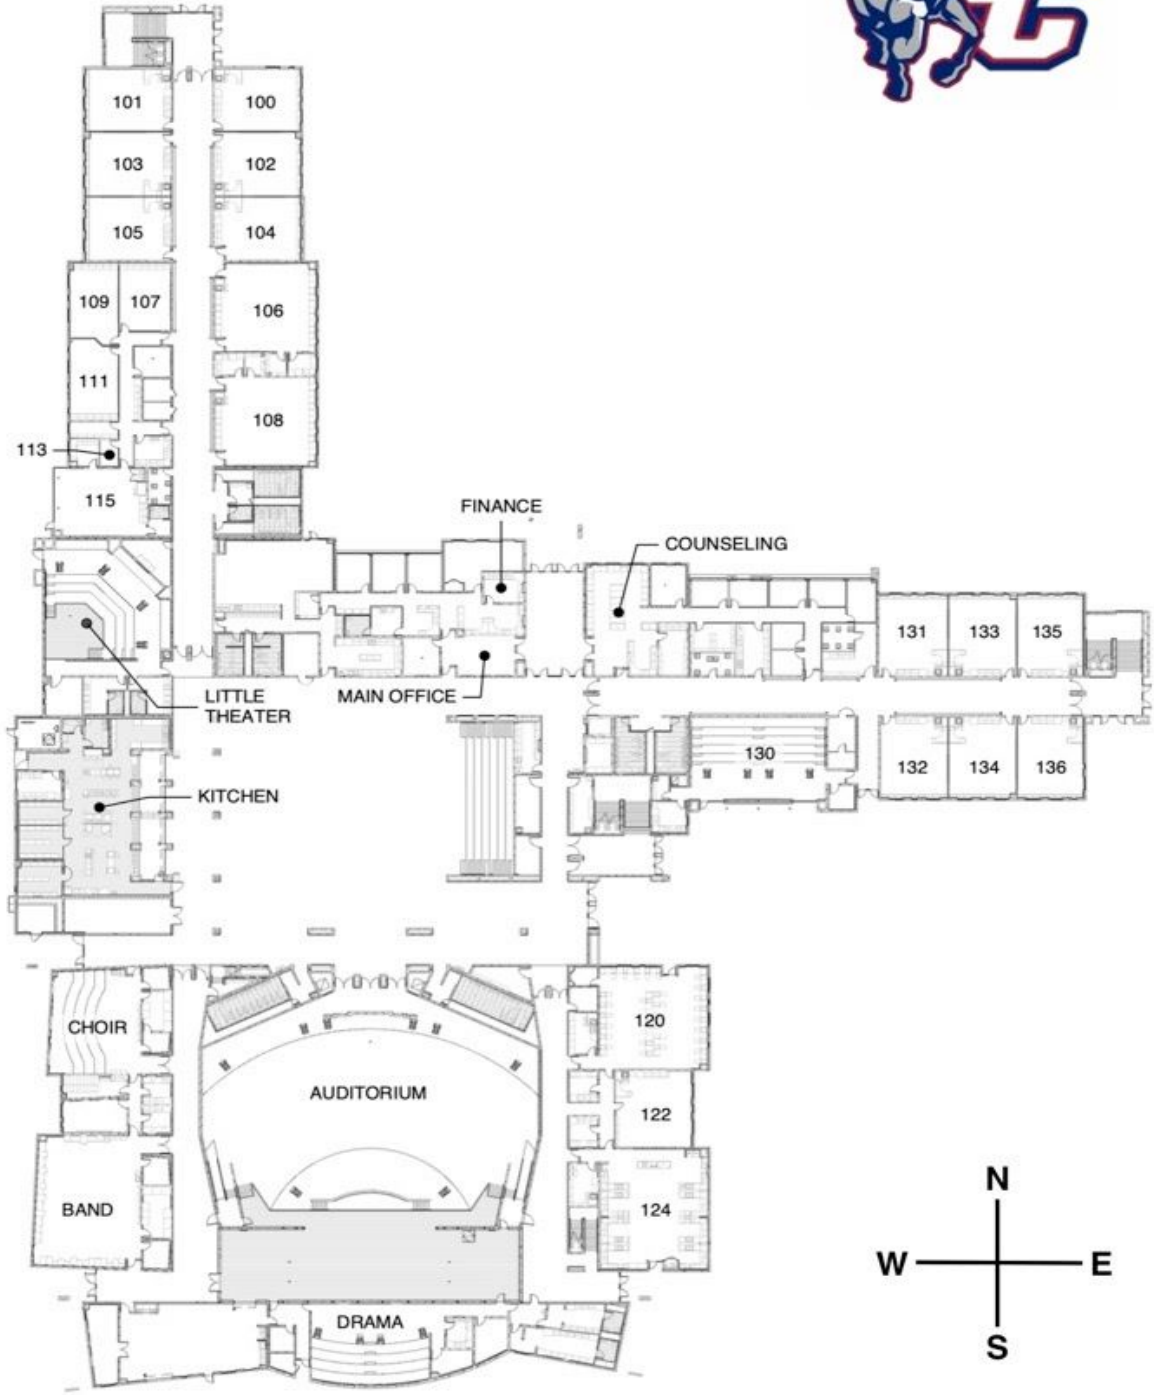 C
101
100
103
102
105
104
109
107
106
111
108
113
115
FINANCE
COUNSELING
131
133
135
LITTLE
THEATER
MAIN OFFICE
130
132
134
136
KITCHEN
CHOIR
120
AUDITORIUM
122
BAND
124
DRAMA
N
W
E
S